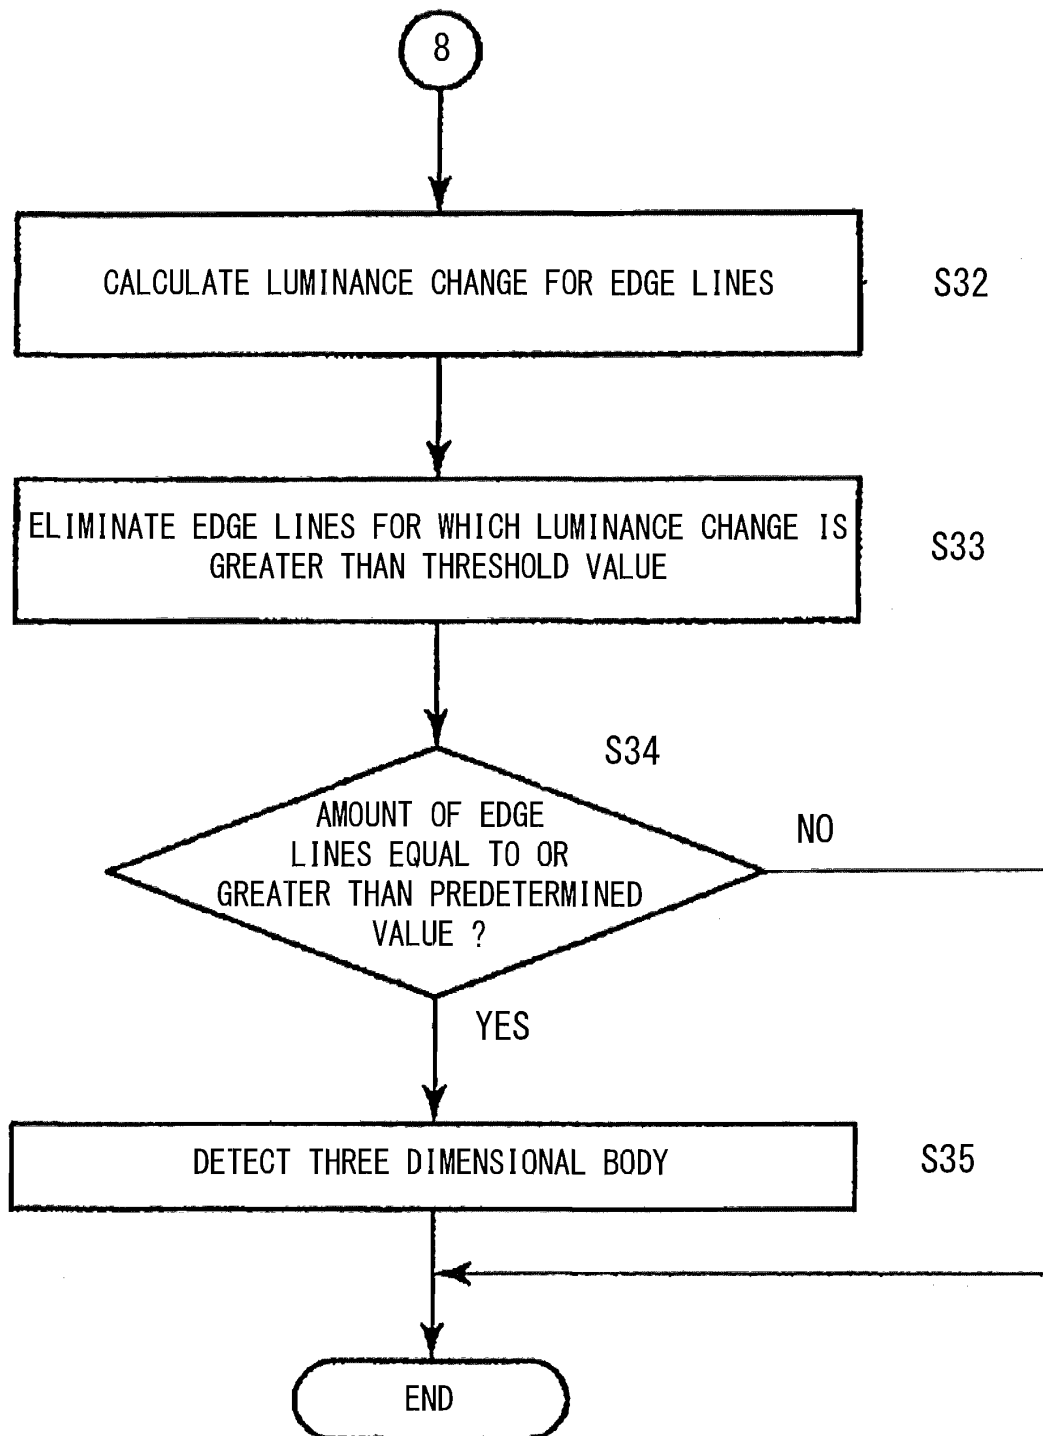 8
CALCULATE LUMINANCE CHANGE FOR EDGE LINES
S32
ELIMINATE EDGE LINES FOR WHICH LUMINANCE CHANGE IS
GREATER THAN THRESHOLD VALUE
S33
S34
AMOUNT OF EDGE
LINES EQUAL TO OR
GREATER THAN PREDETERMINED
VALUE ?
NO
YES
DETECT THREE DIMENSIONAL BODY
S35
END